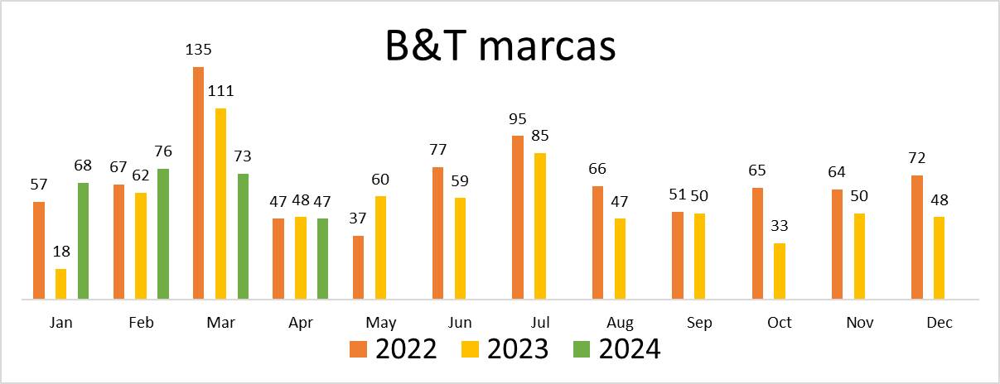 B&T marcas
57 18 68 67 62 76 135 111 73 47 48 47 37 60 77 59 95 85 66 47 51 50 65 33 64 50 72 48
Jan Feb Mar Apr May Jun Jul Aug Sep Oct Nov Dec
2022 2023 2024